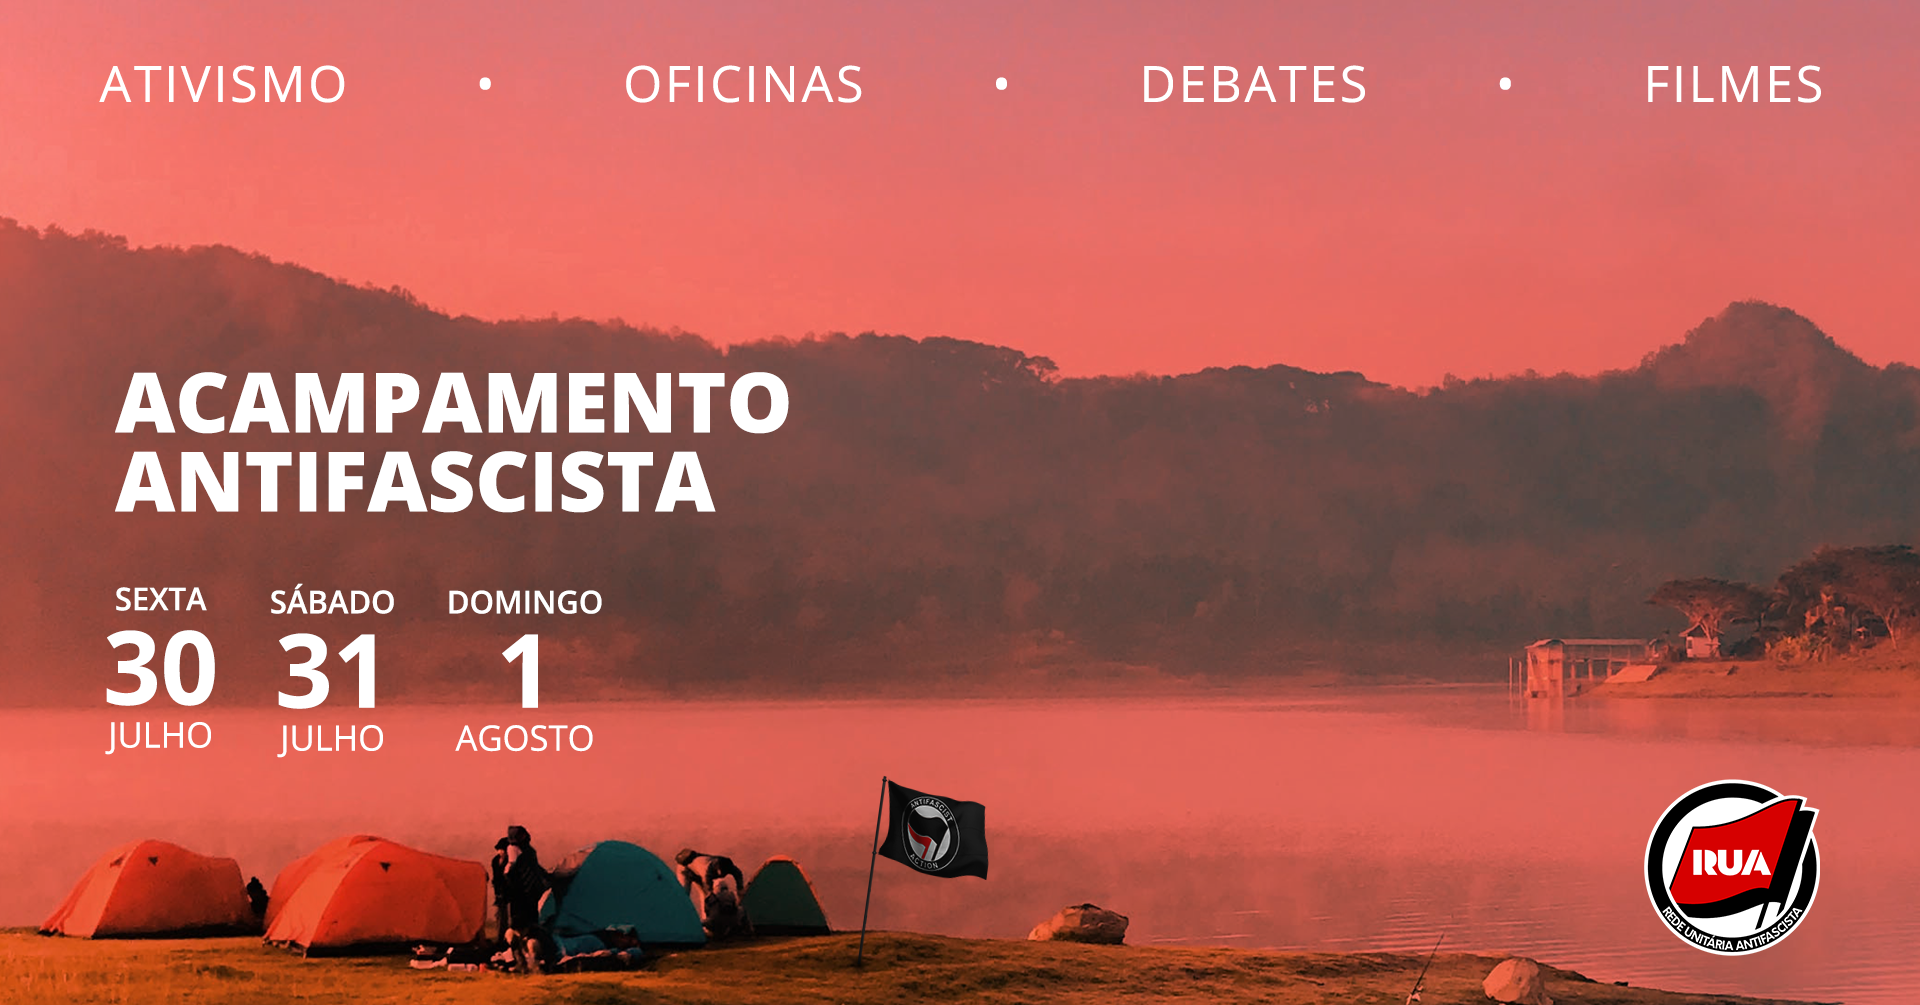 ATIVISMO • OFICINAS • DEBATES • FILMES
ACAMPAMENTO
ANTIFASCISTA
SEXTA
30
JULHO
SÁBADO
31
JULHO
DOMINGO
1
AGOSTO
ANTIFASCIST
ACTION
RUA
REDE UNITÁRIA ANTIFASCISTA